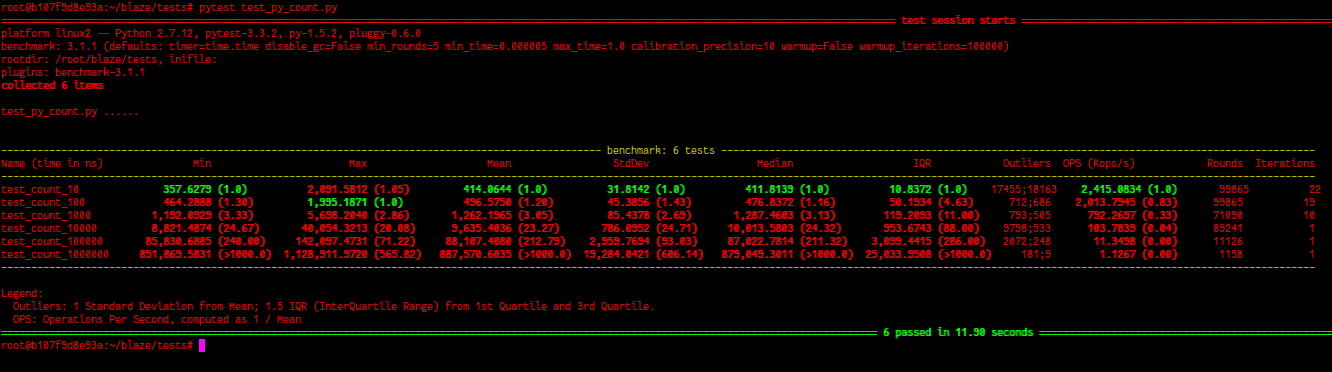 root@b107f9d8e93a:~/blaze/tests# pytest test_py_count.py
test session starts
platform linux2 -- Python 2.7.12, pytest-3.3.2, py-1.5.2, pluggy-0.6.0
benchmark: 3.1.1 (defaults: timer=time.time disable_gc=False min_rounds=5 min_time=0.000005 max_time=1.0 calibration_precision=10 warmup=False warmup_iterations=100000)
rootdir: /root/blaze/tests, inifile:
plugins: benchmark-3.1.1
collected 6 items
test_py_count.py ......
benchmark: 6 tests
Name (time in ns) Min Max Mean StdDev Median IQR Outliers OPS (Kops/s) Rounds Iterations
test_count_10 357.6279 (1.0) 2,091.5812 (1.05) 414.0644 (1.0) 31.8142 (1.0) 411.8139 (1.0) 10.8372 (1.0) 17455;18163 2,415.0834 (1.0) 99865 22
test_count_100 464.2888 (1.30) 1,995.1871 (1.0) 496.5750 (1.20) 45.3856 (1.43) 476.8372 (1.16) 50.1934 (4.63) 712;686 2,013.7945 (0.83) 99865 19
test_count_1000 1,192.0929 (3.33) 5,698.2040 (2.86) 1,262.1965 (3.05) 85.4378 (2.69) 1,287.4603 (3.13) 119.2093 (11.00) 793;505 792.2697 (0.33) 71090 10
test_count_10000 8,821.4874 (24.67) 40,054.3213 (20.08) 9,635.4036 (23.27) 786.0952 (24.71) 10,013.5803 (24.32) 953.6743 (88.00) 9798;533 103.7839 (0.04) 89241 1
test_count_100000 85,830.6885 (240.00) 142,097.4731 (71.22) 88,107.4080 (212.79) 2,959.7694 (93.03) 87,022.7814 (211.32) 3,099.4415 (286.00) 2072;248 11.3498 (0.00) 11126 1
test_count_1000000 851,869.5831 (>1000.0) 1,128,911.9720 (565.82) 887,570.6035 (>1000.0) 19,284.0421 (606.14) 879,049.3011 (>1000.0) 25,033.9508 (>1000.0) 181;9 1.1267 (0.00) 1158 1
Legend:
Outliers: 1 Standard Deviation from Mean; 1.5 IQR (InterQuartile Range) from 1st Quartile and 3rd Quartile.
OPS: Operations Per Second, computed as 1 / Mean
6 passed in 11.90 seconds
root@b107f9d8e93a:~/blaze/tests#